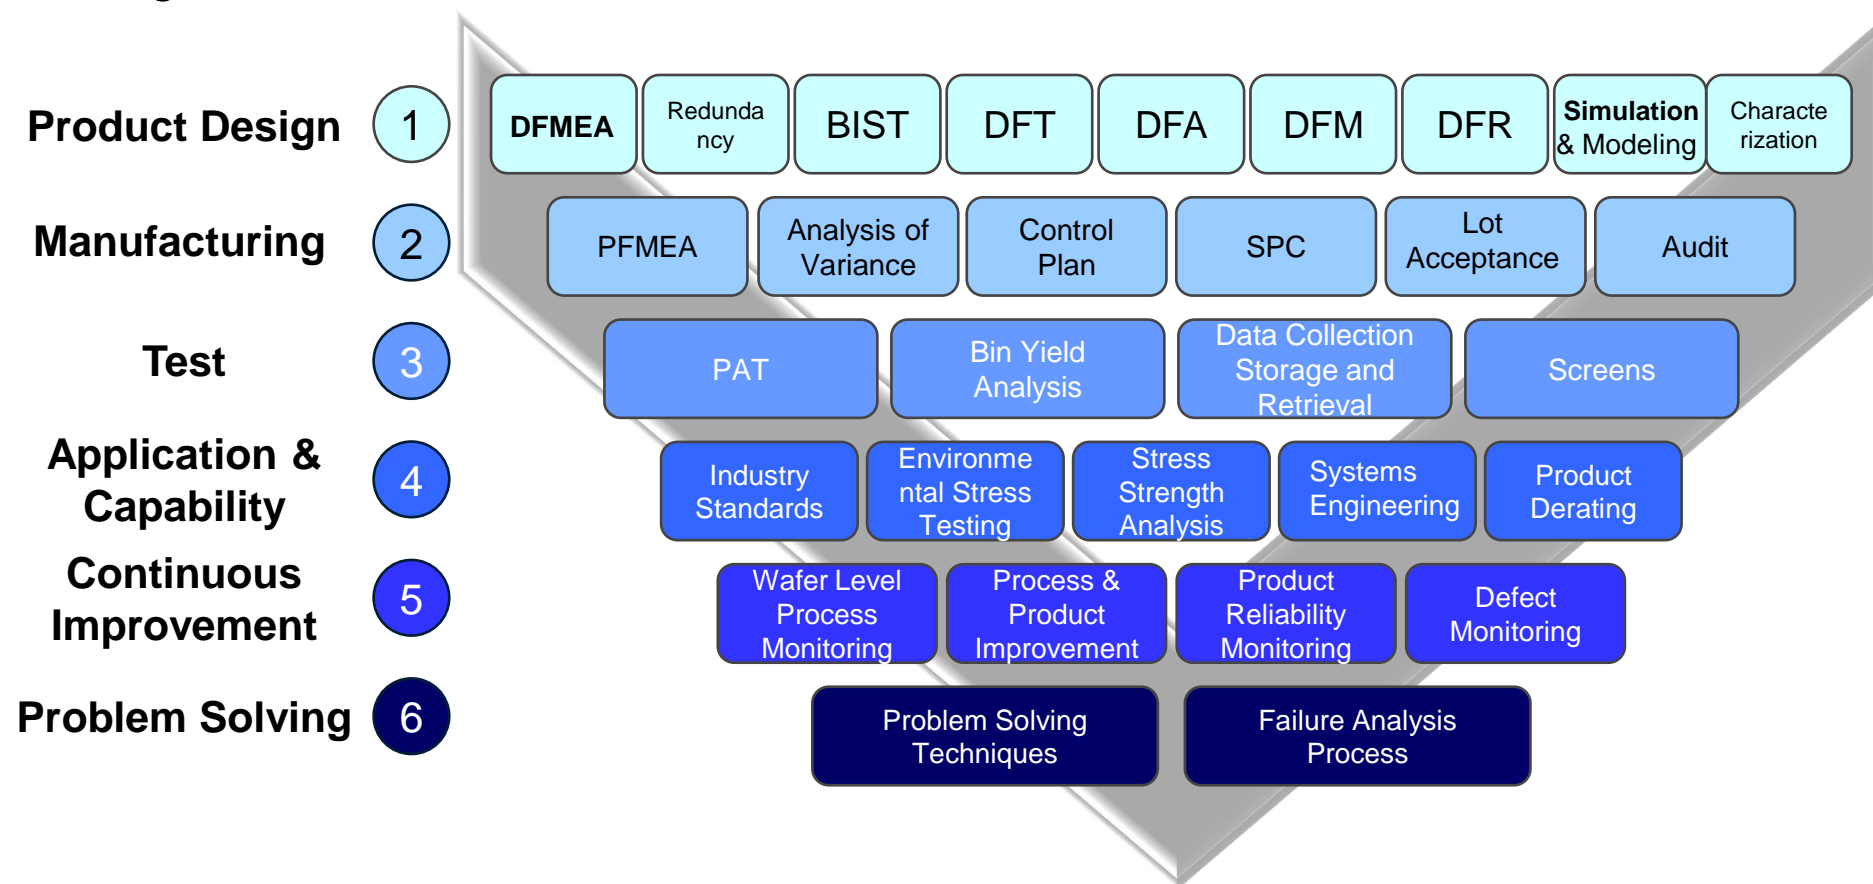 Product Design
1
DFMEA
Redunda
ncy
BIST
DFT
DFA
DFM
DFR
Simulation
& Modeling
Characte
rization
Manufacturing
2
PFMEA
Analysis of
Variance
Control
Plan
SPC
Lot
Acceptance
Audit
Test
3
PAT
Bin Yield
Analysis
Data Collection
Storage and
Retrieval
Screens
Application &
Capability
4
Industry
Standards
Environme
ntal Stress
Testing
Stress
Strength
Analysis
Systems
Engineering
Product
Derating
Continuous
Improvement
5
Wafer Level
Process
Monitoring
Process &
Product
Improvement
Product
Reliability
Monitoring
Defect
Monitoring
Problem Solving
6
Problem Solving
Techniques
Failure Analysis
Process